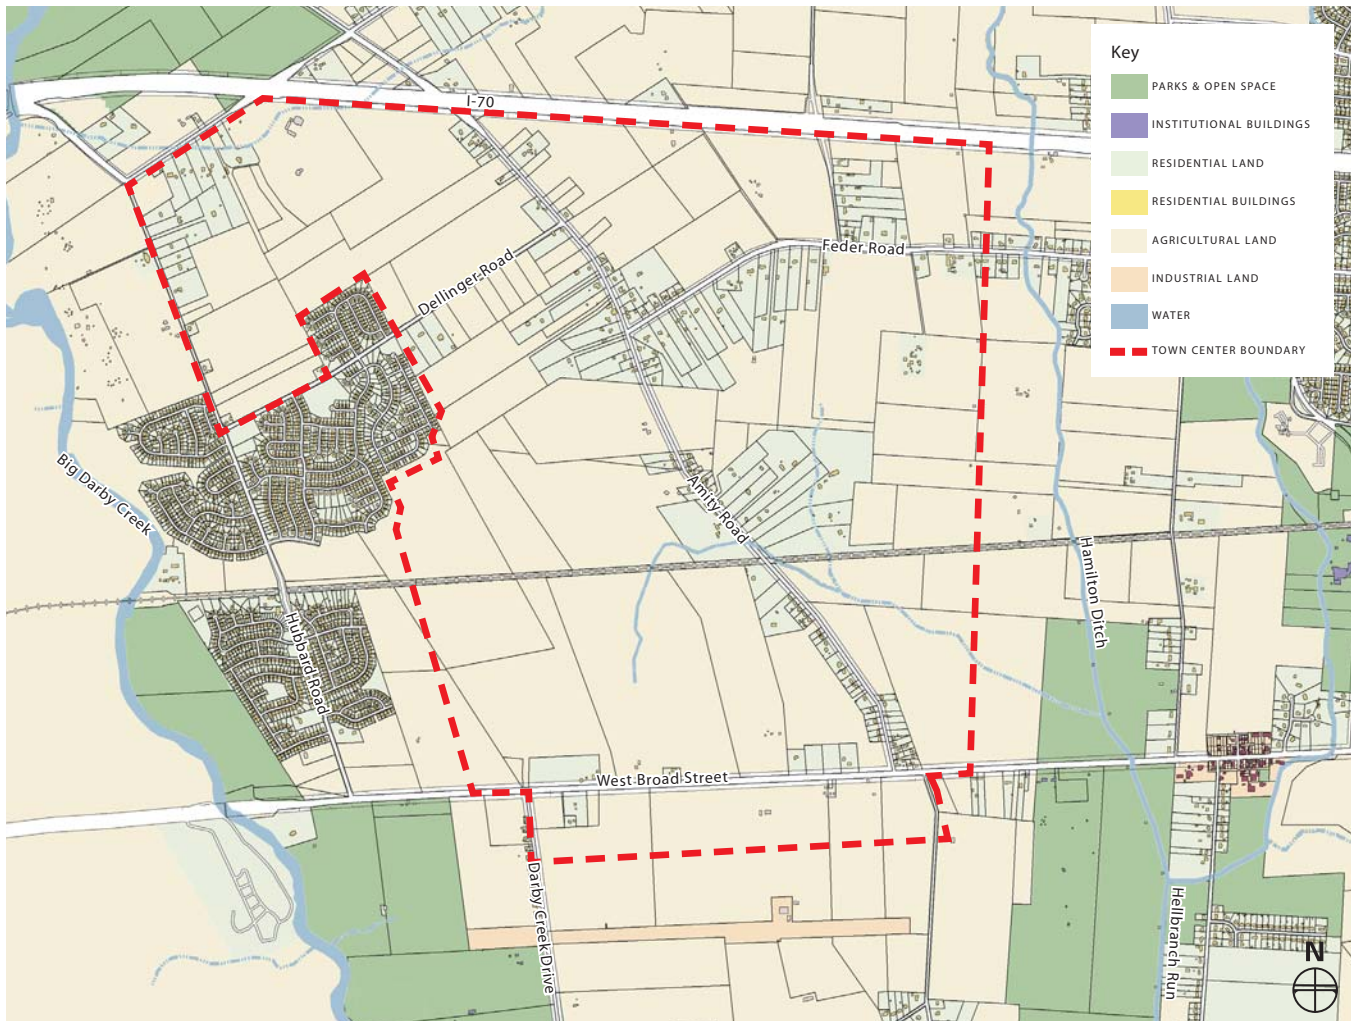 Key
PARKS & OPEN SPACE
INSTITUTIONAL BUILDINGS
RESIDENTIAL LAND
RESIDENTIAL BUILDINGS
AGRICULTURAL LAND
INDUSTRIAL LAND
WATER
TOWN CENTER BOUNDARY
I-70
Feder Road
Dellinger Road
Big Darby Creek
Amity Road
Hamilton Ditch
Hubbard Road
West Broad Street
Darby Creek Drive
Hellbranch Run
N